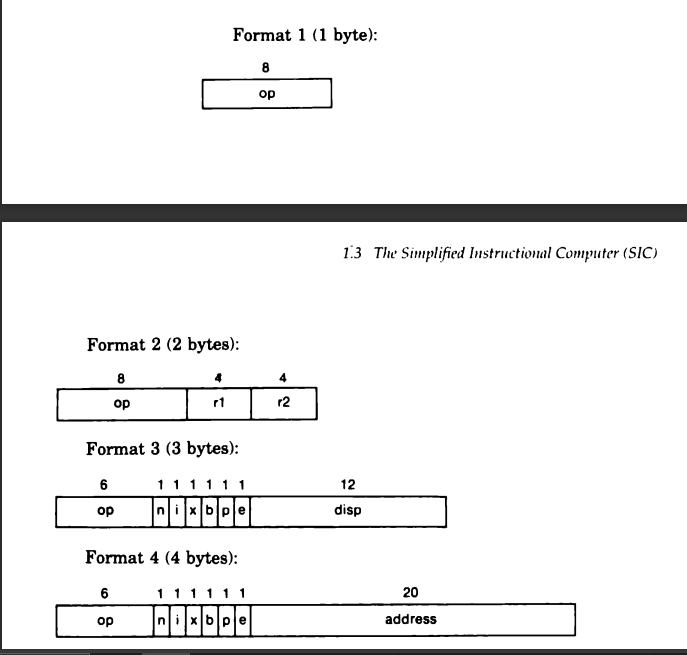 Format 1 (1 byte):
8
op
1.3 The Simplified Instructional Computer (SIC)
Format 2 (2 bytes):
8 4 4
op r1 r2
Format 3 (3 bytes):
6 1 1 1 1 1 1 12
op n i x b p e disp
Format 4 (4 bytes):
6 1 1 1 1 1 1 20
op n i x b p e address